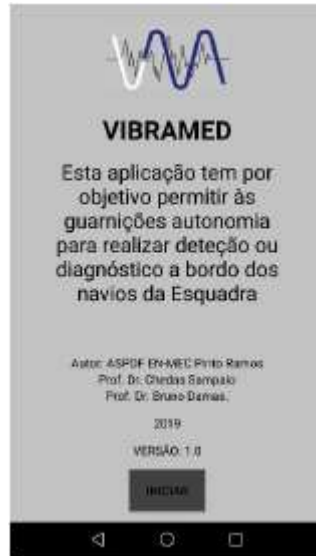 VIBRAMED
Esta aplicação tem por
objetivo permitir às
guarnições autonomia
para realizar deteção ou
diagnóstico a bordo dos
navios da Esquadra
Autor: ASPOF EN-MEC Pinto Ramos
Prof. Dr. Chedas Sampaio
Prof. Dr. Bruno Damas.
2019
VERSÃO: 1.0
INICIAR